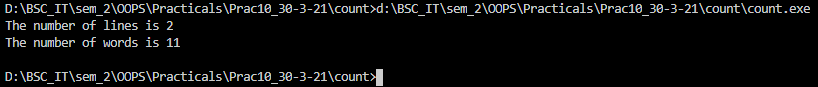 D:\BSC_IT\sem_2\OOPS\Practicals\Prac10_30-3-21\count>d:\BSC_IT\sem_2\OOPS\Practicals\Prac10_30-3-21\count\count.exe
The number of lines is 2
The number of words is 11
D:\BSC_IT\sem_2\OOPS\Practicals\Prac10_30-3-21\count>